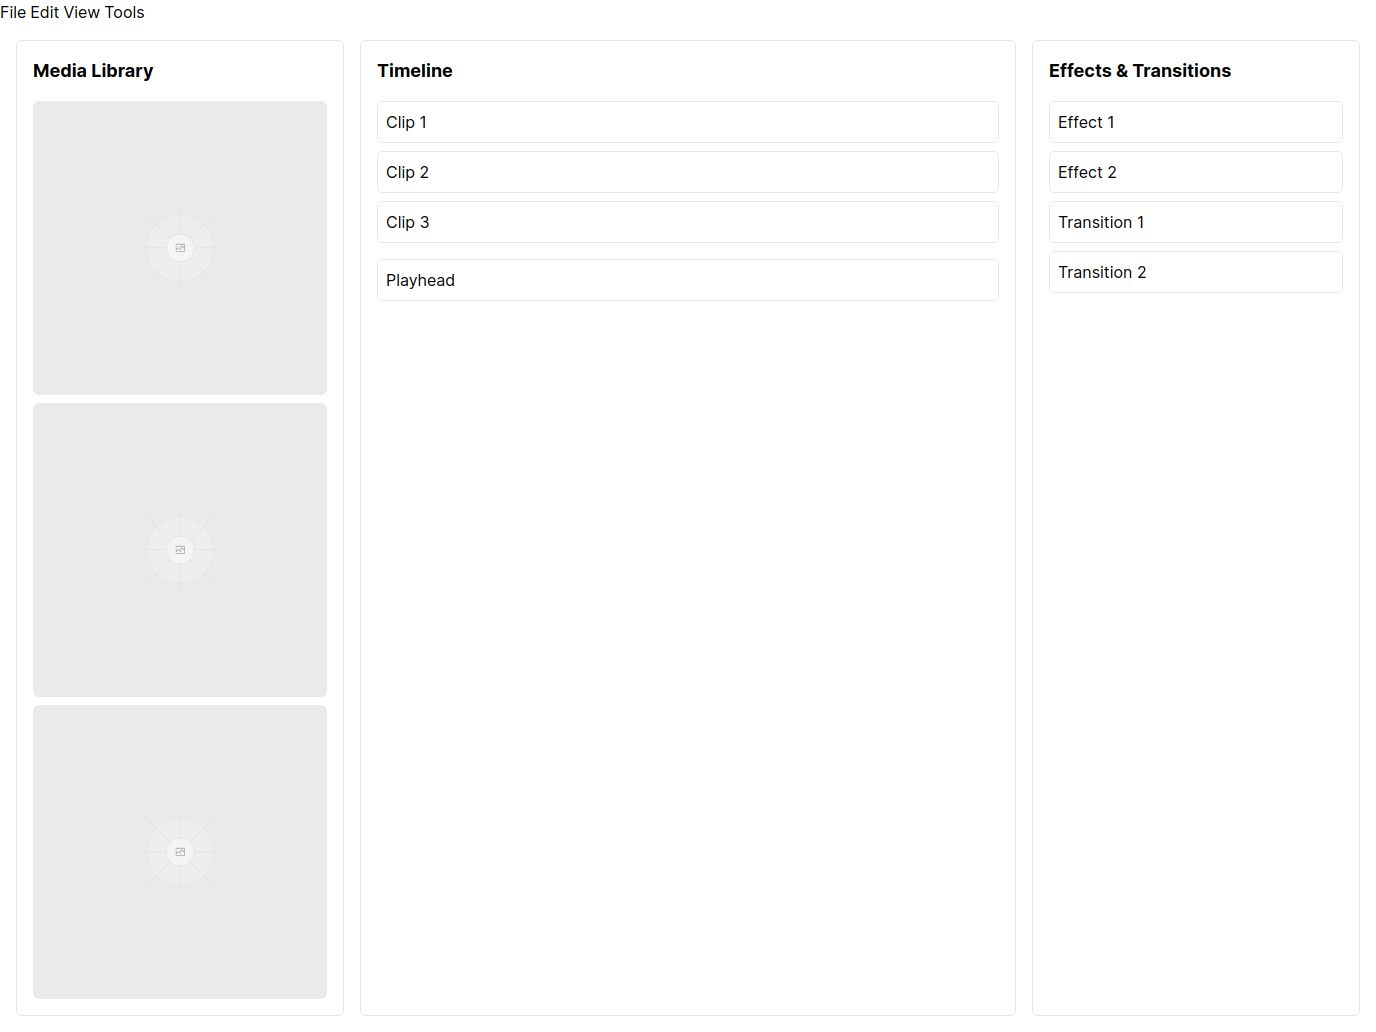 File Edit View Tools
Media Library
Timeline
Clip 1
Clip 2
Clip 3
Playhead
Effects & Transitions
Effect 1
Effect 2
Transition 1
Transition 2